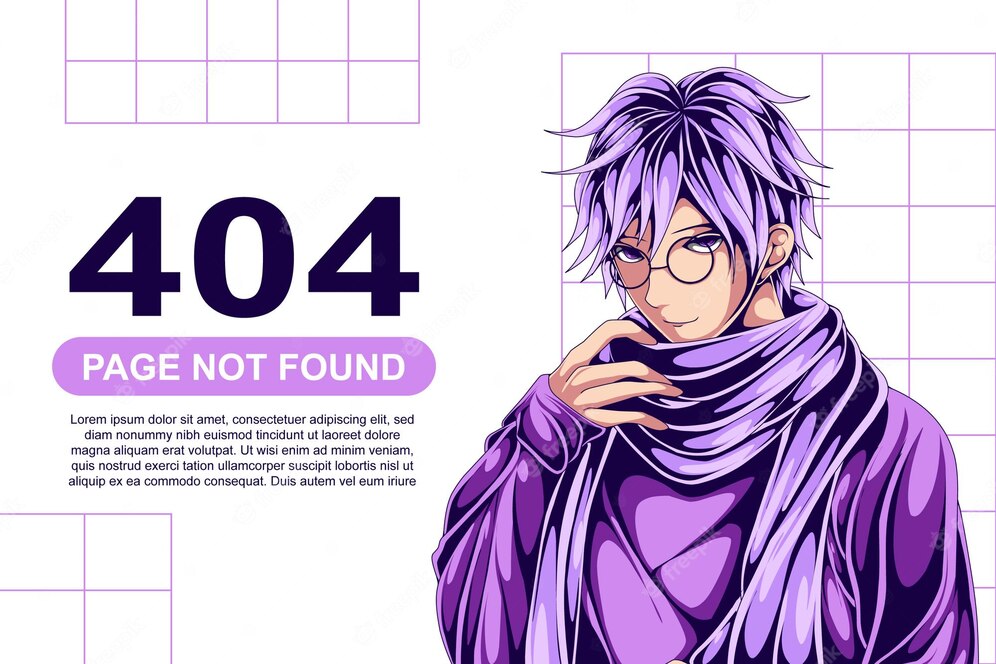 404
PAGE NOT FOUND
Lorem ipsum dolor sit amet, consectetuer adipiscing elit, sed
diam nonummy nibh euismod tincidunt ut laoreet dolore
magna aliquam erat volutpat. Ut wisi enim ad minim veniam,
quis nostrud exerci tation ullamcorper suscipit lobortis nisl ut
aliquip ex ea commodo consequat. Duis autem vel eum iriure
freepik